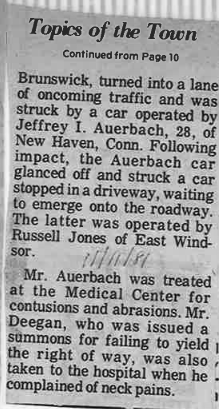 Topics of the Town
Continued from Page 10
Brunswick, turned into a lane
of oncoming traffic and was
struck by a car operated by
Jeffrey I. Auerbach, 28, of
New Haven, Conn. Following
impact, the Auerbach car
glanced off and struck a car
stopped in a driveway, waiting
to emerge onto the roadway.
The latter was operated by
Russell Jones of East Wind-
sor.
Mr. Auerbach was treated
at the Medical Center for
contusions and abrasions. Mr.
Deegan, who was issued a
summons for failing to yield
the right of way, was also
taken to the hospital when he
complained of neck pains.